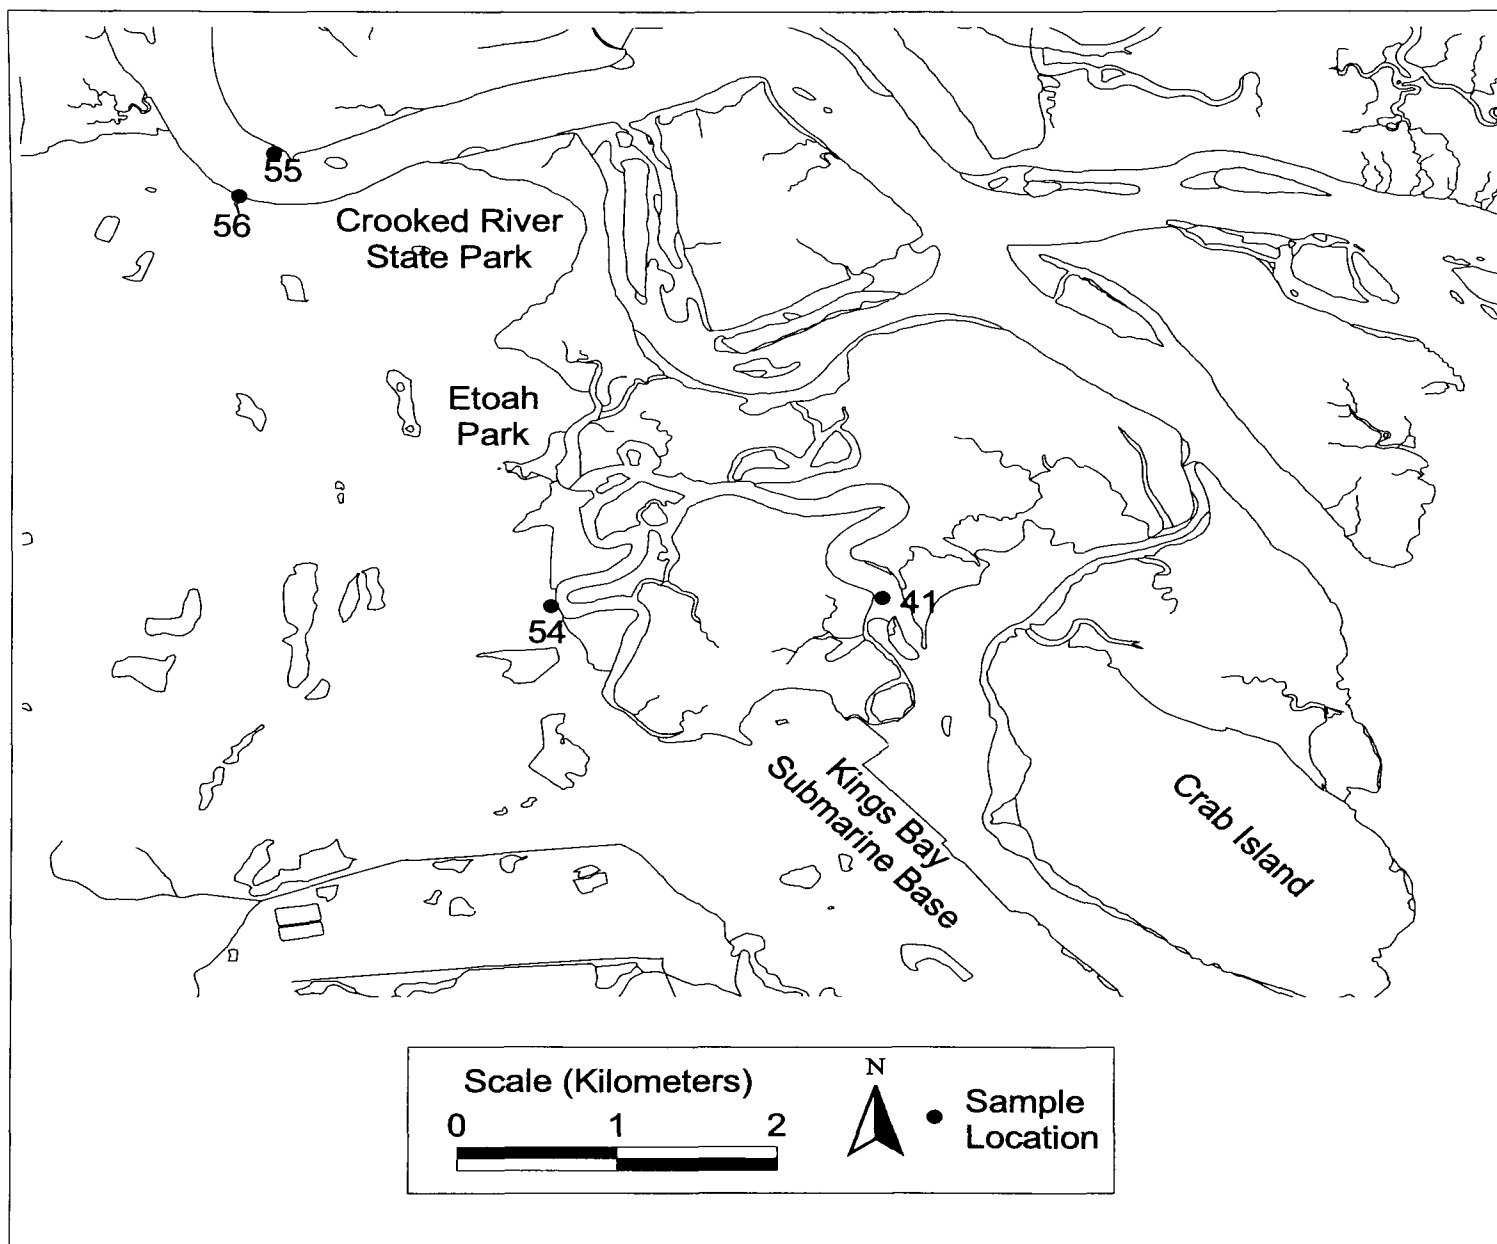 55
56
Crooked River
State Park
Etoah
Park
54
41
Kings Bay
Submarine Base
Crab Island
Scale (Kilometers)
0 1 2
N
Sample
Location